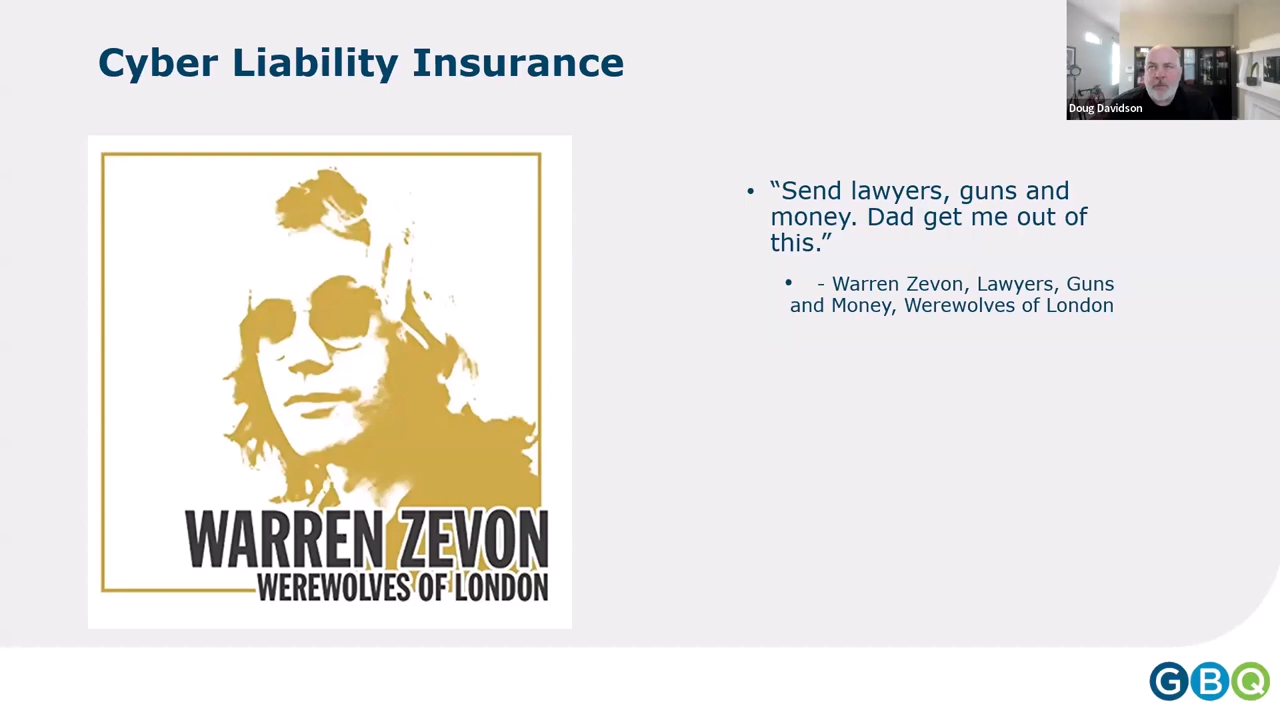 Cyber Liability Insurance
Doug Davidson
• “Send lawyers, guns and
money. Dad get me out of
this.”
• - Warren Zevon, Lawyers, Guns
and Money, Werewolves of London
WARREN ZEVON
WEREWOLVES OF LONDON
GBQ